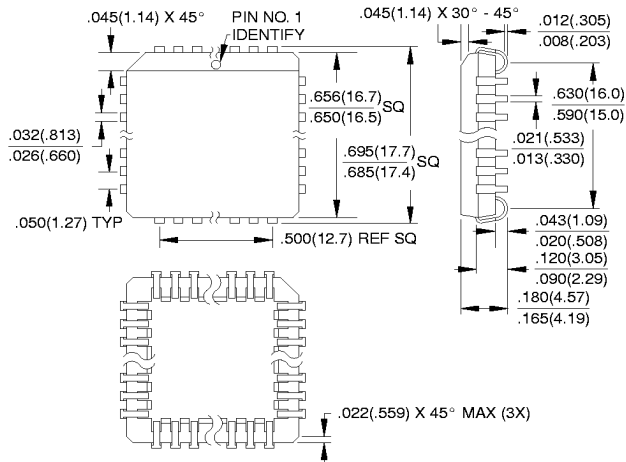 .045(1.14) X 45°
PIN NO. 1
IDENTIFY
.045(1.14) X 30° - 45°
.012(.305)
.008(.203)
.656(16.7)
.650(16.5)
SQ
.630(16.0)
.590(15.0)
.032(.813)
.026(.660)
.695(17.7)
.685(17.4)
SQ
.021(.533)
.013(.330)
.050(1.27) TYP
.500(12.7) REF SQ
.043(1.09)
.020(.508)
.120(3.05)
.090(2.29)
.180(4.57)
.165(4.19)
.022(.559) X 45° MAX (3X)